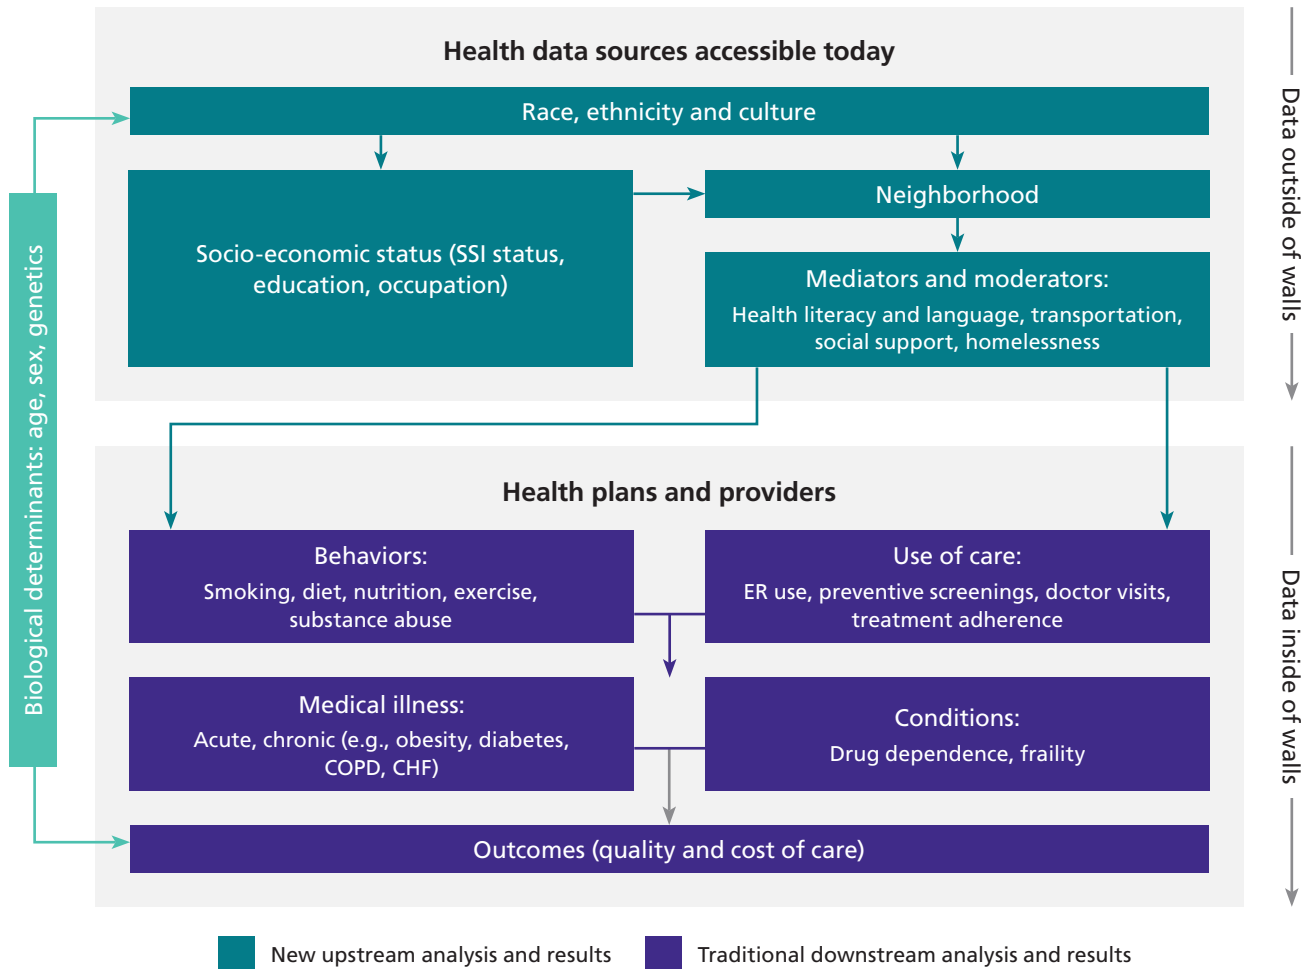 Health data sources accessible today
Race, ethnicity and culture
Socio-economic status (SSI status,
education, occupation)
Neighborhood
Mediators and moderators:
Health literacy and language, transportation,
social support, homelessness
Data outside of walls
Biological determinants: age, sex, genetics
Health plans and providers
Behaviors:
Smoking, diet, nutrition, exercise,
substance abuse
Use of care:
ER use, preventive screenings, doctor visits,
treatment adherence
Medical illness:
Acute, chronic (e.g., obesity, diabetes,
COPD, CHF)
Conditions:
Drug dependence, fraility
Outcomes (quality and cost of care)
Data inside of walls
New upstream analysis and results
Traditional downstream analysis and results